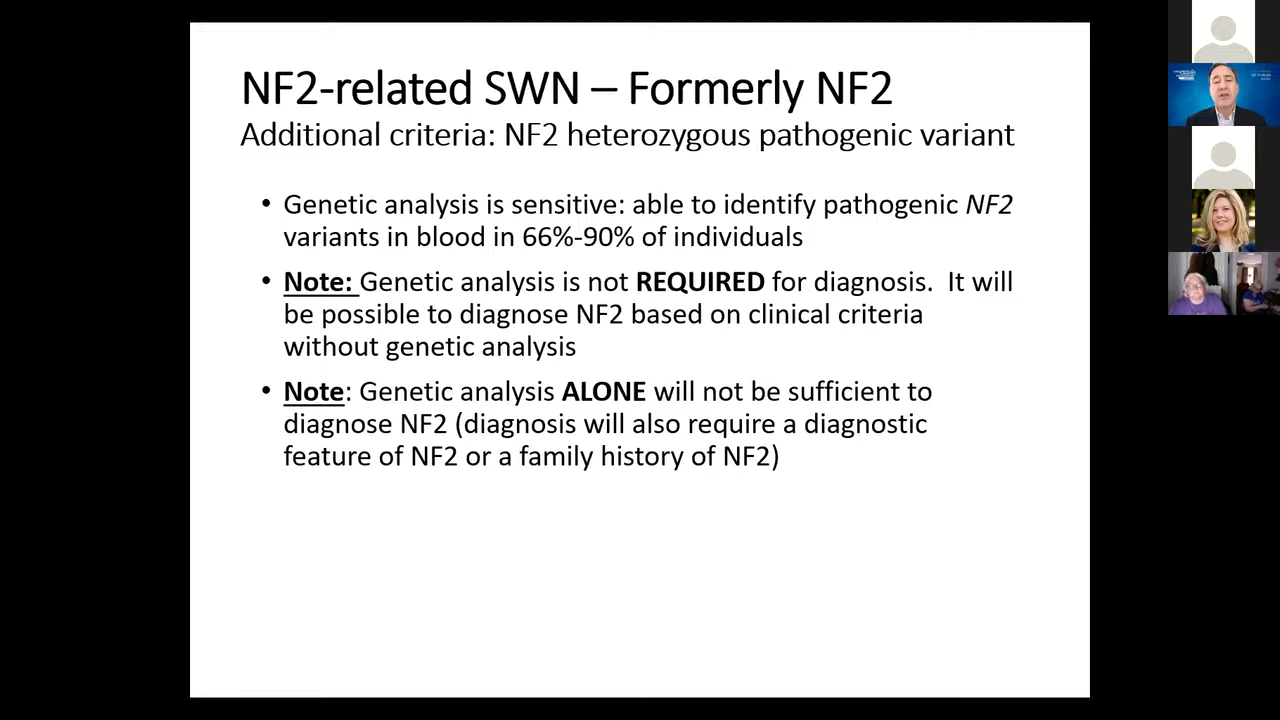 NF2-related SWN – Formerly NF2
Additional criteria: NF2 heterozygous pathogenic variant
• Genetic analysis is sensitive: able to identify pathogenic NF2
variants in blood in 66%-90% of individuals
• Note: Genetic analysis is not REQUIRED for diagnosis.  It will
be possible to diagnose NF2 based on clinical criteria
without genetic analysis
• Note: Genetic analysis ALONE will not be sufficient to
diagnose NF2 (diagnosis will also require a diagnostic
feature of NF2 or a family history of NF2)